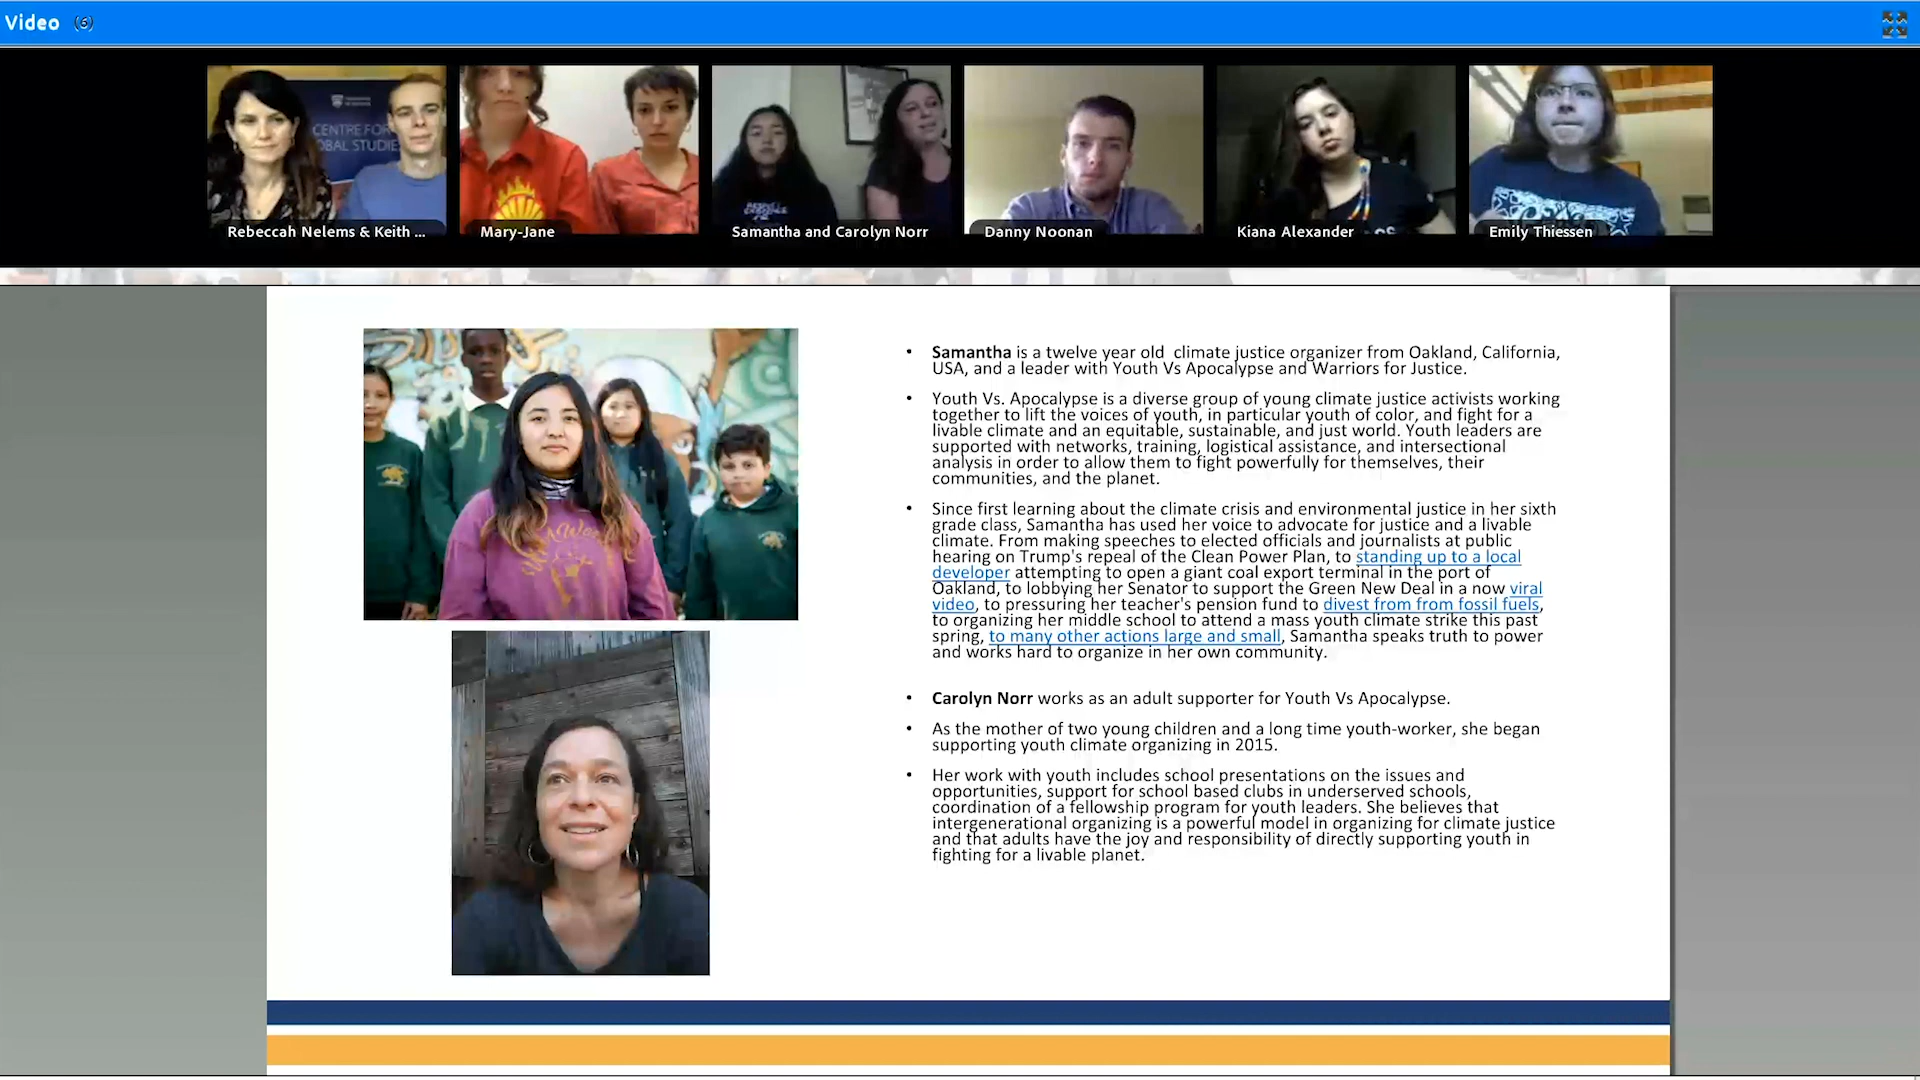 Video (6)
CENTRE FOR
OBAL STUDIE
Rebeccah Nelems & Keith ...
Mary-Jane
Samantha and Carolyn Norr
Danny Noonan
Kiana Alexander
Emily Thiessen
• Samantha is a twelve year old climate justice organizer from Oakland, California,
USA, and a leader with Youth Vs Apocalypse and Warriors for Justice.
• Youth Vs. Apocalypse is a diverse group of young climate justice activists working
together to lift the voices of youth, in particular youth of color, and fight for a
livable climate and an equitable, sustainable, and just world. Youth leaders are
supported with networks, training, logistical assistance, and intersectional
analysis in order to allow them to fight powerfully for themselves, their
communities, and the planet.
• Since first learning about the climate crisis and environmental justice in her sixth
grade class, Samantha has used her voice to advocate for justice and a livable
climate. From making speeches to elected officials and journalists at public
hearing on Trump's repeal of the Clean Power Plan, to standing up to a local
developer attempting to open a giant coal export terminal in the port of
Oakland, to lobbying her Senator to support the Green New Deal in a now viral
video, to pressuring her teacher's pension fund to divest from from fossil fuels,
to organizing her middle school to attend a mass youth climate strike this past
spring, to many other actions large and small, Samantha speaks truth to power
and works hard to organize in her own community.
• Carolyn Norr works as an adult supporter for Youth Vs Apocalypse.
• As the mother of two young children and a long time youth-worker, she began
supporting youth climate organizing in 2015.
• Her work with youth includes school presentations on the issues and
opportunities, support for school based clubs in underserved schools,
coordination of a fellowship program for youth leaders. She believes that
intergenerational organizing is a powerful model in organizing for climate justice
and that adults have the joy and responsibility of directly supporting youth in
fighting for a livable planet.